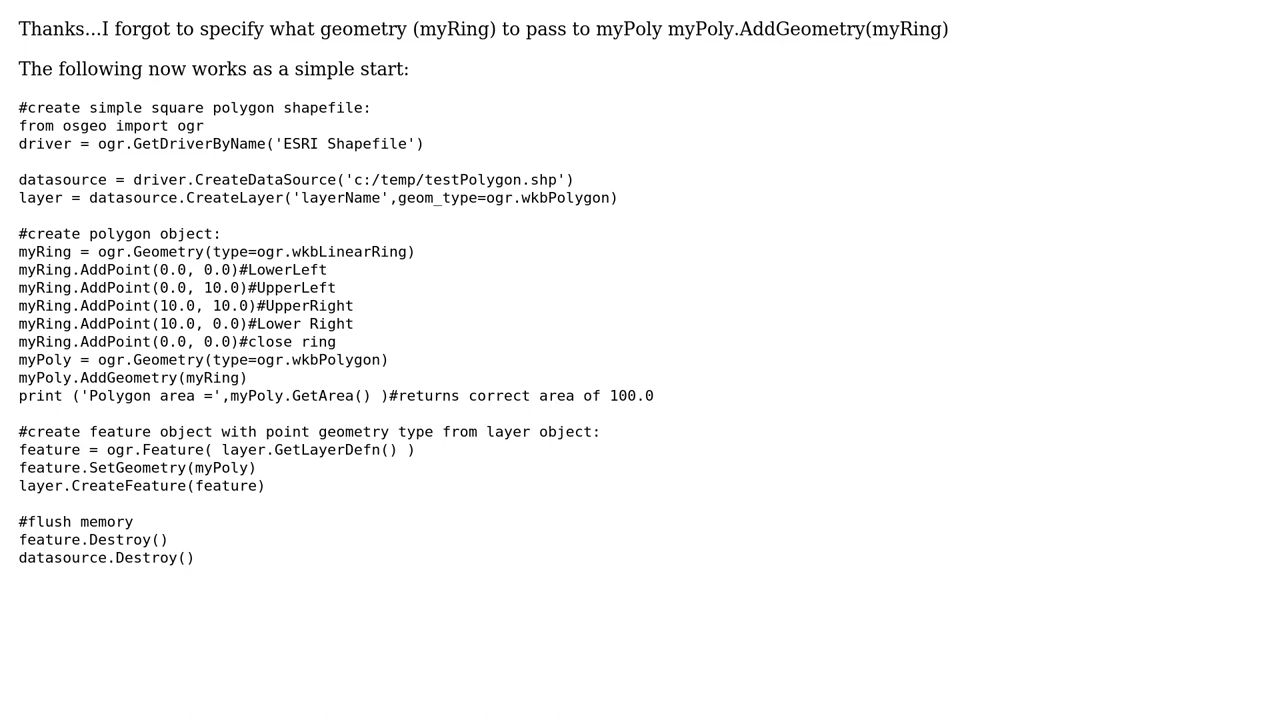 Thanks...I forgot to specify what geometry (myRing) to pass to myPoly myPoly.AddGeometry(myRing)
The following now works as a simple start:
#create simple square polygon shapefile:
from osgeo import ogr
driver = ogr.GetDriverByName('ESRI Shapefile')
datasource = driver.CreateDataSource('c:/temp/testPolygon.shp')
layer = datasource.CreateLayer('layerName',geom_type=ogr.wkbPolygon)
#create polygon object:
myRing = ogr.Geometry(type=ogr.wkbLinearRing)
myRing.AddPoint(0.0, 0.0)#LowerLeft
myRing.AddPoint(0.0, 10.0)#UpperLeft
myRing.AddPoint(10.0, 10.0)#UpperRight
myRing.AddPoint(10.0, 0.0)#Lower Right
myRing.AddPoint(0.0, 0.0)#close ring
myPoly = ogr.Geometry(type=ogr.wkbPolygon)
myPoly.AddGeometry(myRing)
print ('Polygon area =',myPoly.GetArea() )#returns correct area of 100.0
#create feature object with point geometry type from layer object:
feature = ogr.Feature( layer.GetLayerDefn() )
feature.SetGeometry(myPoly)
layer.CreateFeature(feature)
#flush memory
feature.Destroy()
datasource.Destroy()